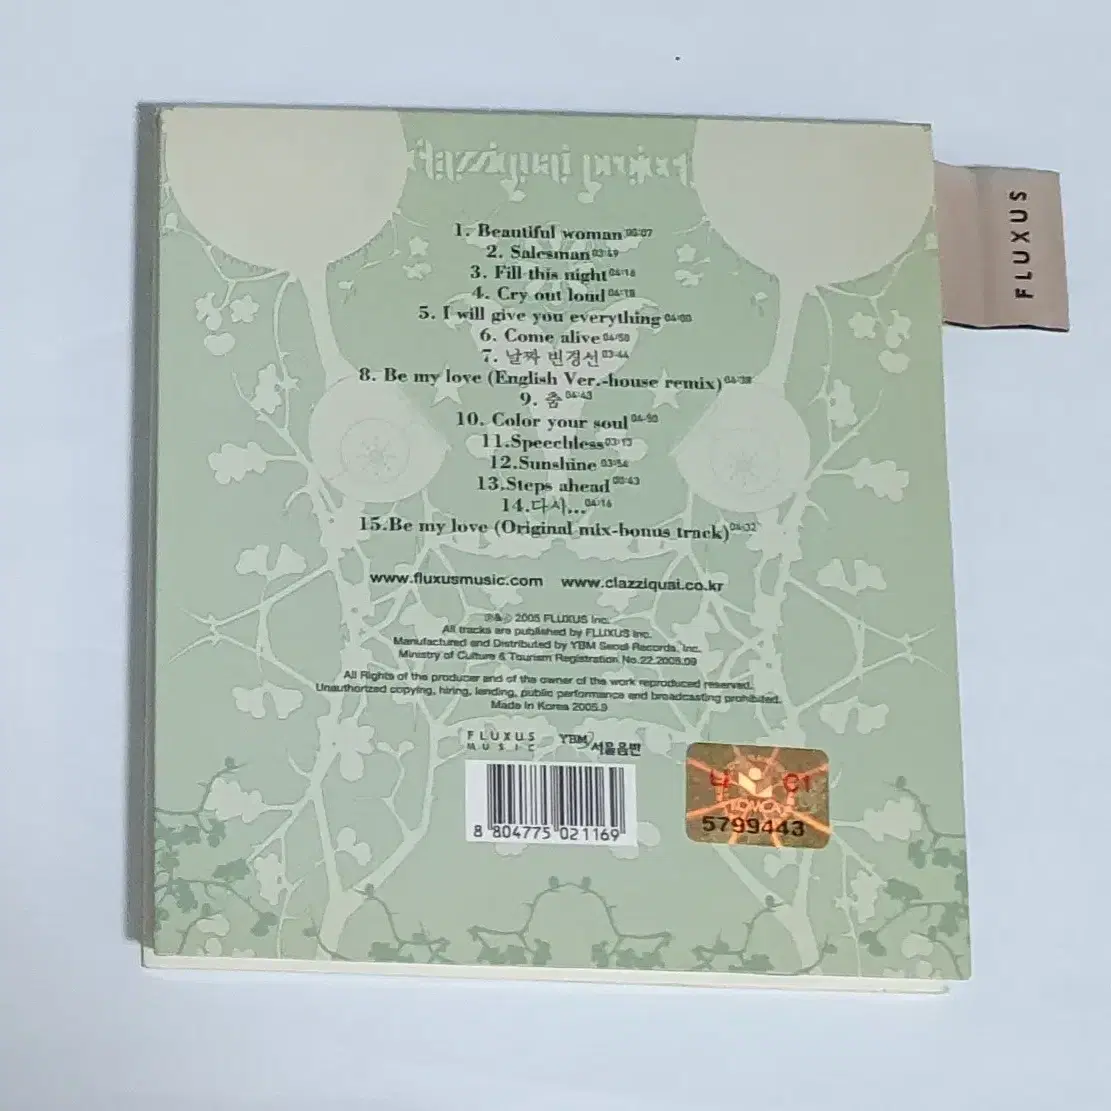 clazziquai project
FLUXUS
1. Beautiful woman 00:07
2. Salesman 03:49
3. Fill this night 04:18
4. Cry out loud 04:18
5. I will give you everything 04:00
6. Come alive 04:50
7. 날짜 변경선 03:44
8. Be my love (English Ver.-house remix) 04:38
9. 춤 04:43
10. Color your soul
11.Speechless 03:13
12.Sunshine 03:54
13.Steps ahead 00:43
14.다시... 04:16
15.Be my love (Original mix-bonus track) 04:32
www.fluxusmusic.com www.clazziquai.co.kr
℗&© 2005 FLUXUS Inc.
All tracks are published by FLUXUS Inc.
Manufactured and Distributed by YBM Seoul Records, Inc.
Ministry of Culture & Tourism Registration No.22.2005.09
All Rights of the producer and of the owner of the work reproduced reserved.
Unauthorized copying, hiring, lending, public performance and broadcasting prohibited.
Made In Korea 2005.9
FLUXUS MUSIC YBM 서울음반
8 804775 021169
나 C1
KOMCA
5799443